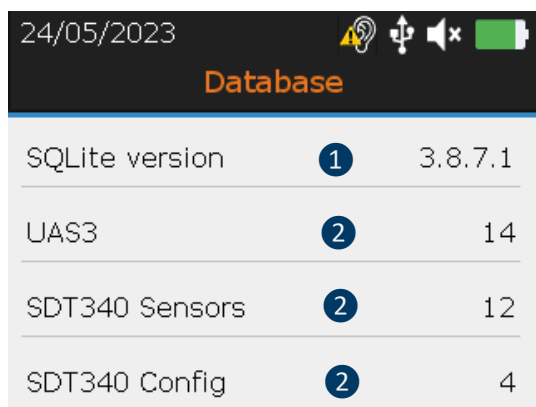 24/05/2023
Database
SQLite version 1 3.8.7.1
UAS3 2 14
SDT340 Sensors 2 12
SDT340 Config 2 4